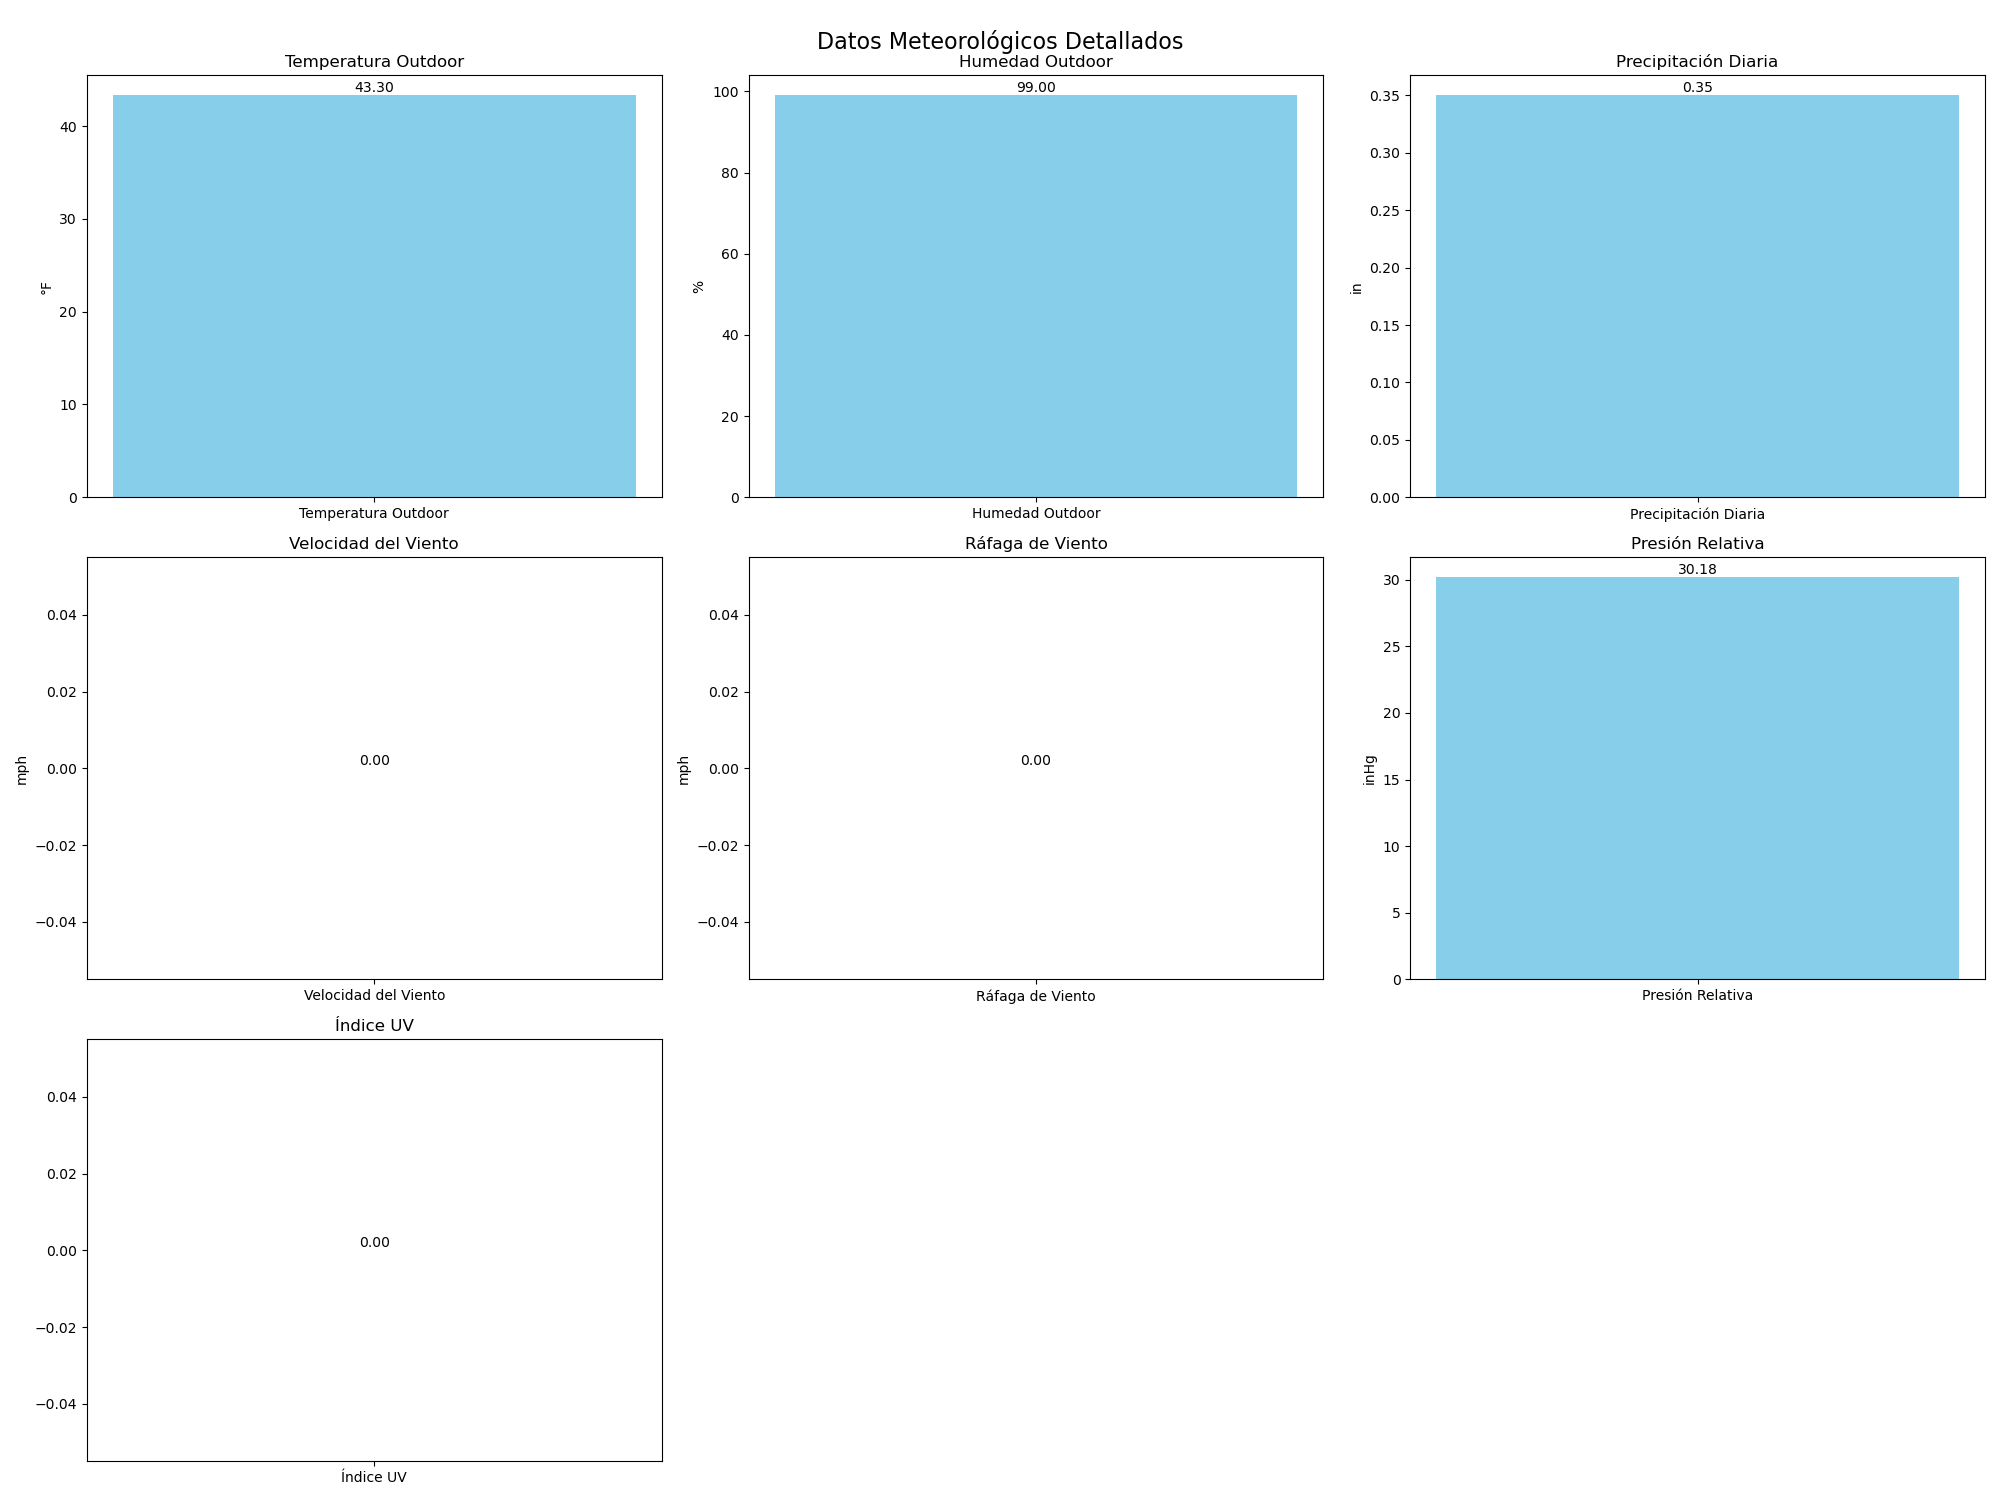 Datos Meteorológicos Detallados
Temperatura Outdoor
43.30
40
30
20
10
0
°F
Temperatura Outdoor
Humedad Outdoor
99.00
100
80
60
40
20
0
%
Humedad Outdoor
Precipitación Diaria
0.35
0.35
0.30
0.25
0.20
0.15
0.10
0.05
0.00
in
Precipitación Diaria
Velocidad del Viento
0.04
0.02
0.00
−0.02
−0.04
mph
0.00
Velocidad del Viento
Ráfaga de Viento
0.04
0.02
0.00
−0.02
−0.04
mph
0.00
Ráfaga de Viento
Presión Relativa
30.18
30
25
20
15
10
5
0
inHg
Presión Relativa
Índice UV
0.04
0.02
0.00
−0.02
−0.04
0.00
Índice UV